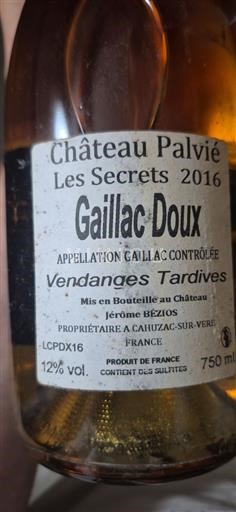 Château Palvié
Les Secrets 2016
Gaillac Doux
APPELLATION GAILLAC CONTRÔLÉE
Vendanges Tardives
Mis en Bouteille au Château
Jérôme BÉZIOS
PROPRIÉTAIRE A CAHUZAC-SUR-VERE
FRANCE
LCPDX16
PRODUIT DE FRANCE
12% vol. CONTIENT DES SULFITES 750 ml